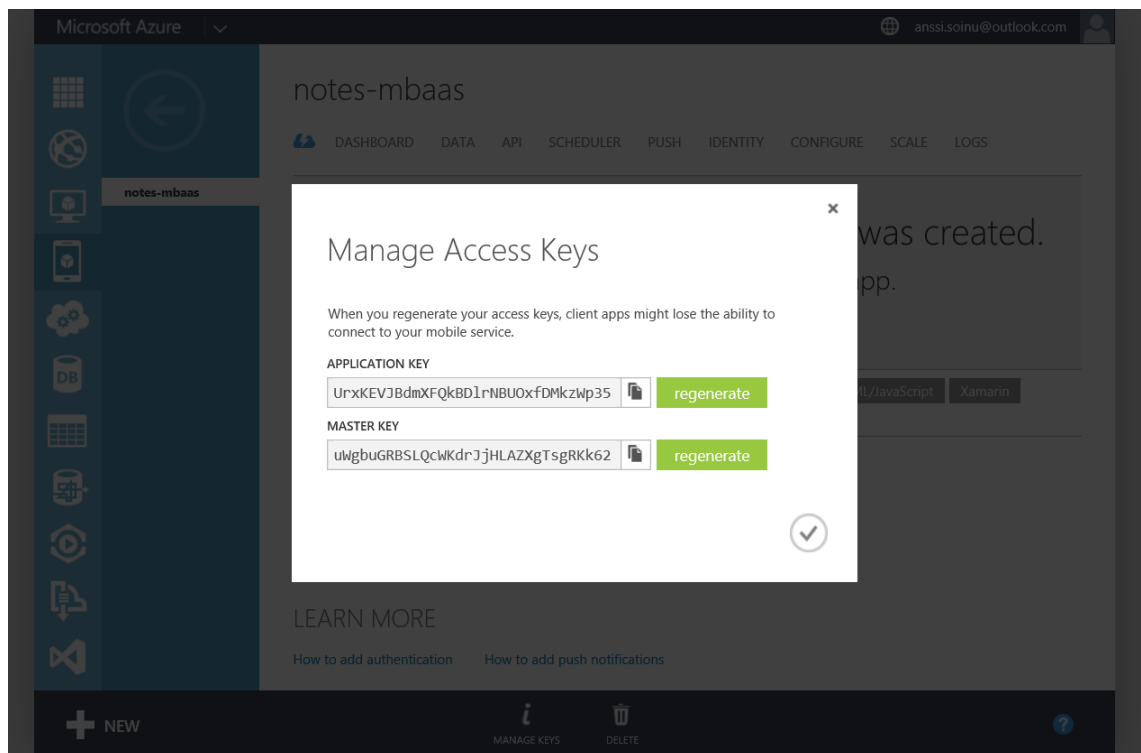 Microsoft Azure
anssi.soinu@outlook.com
notes-mbaas
DASHBOARD DATA API SCHEDULER PUSH IDENTITY CONFIGURE SCALE LOGS
notes-mbaas
was created.
pp.
Manage Access Keys
When you regenerate your access keys, client apps might lose the ability to
connect to your mobile service.
APPLICATION KEY
UrxKEVJBdmXFQkBDlrNBUOxfDMkzWp35 regenerate
MASTER KEY
uWgbuGRBSLQcWKdrJjHLAZXgTsgRKk62 regenerate
ML/JavaScript Xamarin
DB
LEARN MORE
How to add authentication How to add push notifications
NEW
MANAGE KEYS DELETE
?